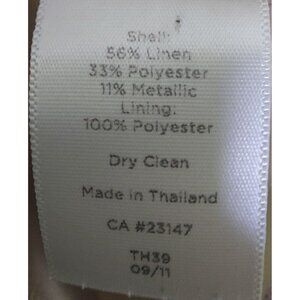 Shell:
56% Linen
33% Polyester
11% Metallic
Lining:
100% Polyester
Dry Clean
Made in Thailand
CA #23147
TH39
09/11